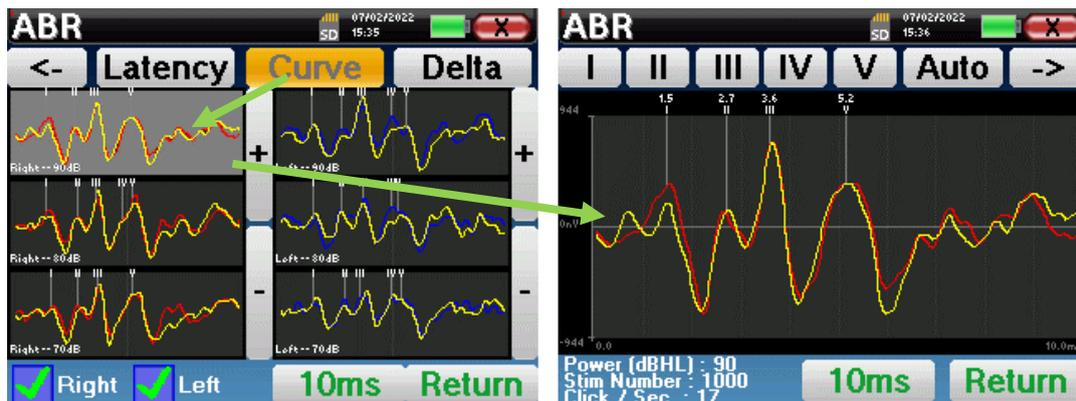 ABR
SD
07/02/2022
15:35
X
<-
Latency
Curve
Delta
I II III V
Right -- 90dB
+
I II III IV V
Left -- 90dB
+
I II III IV V
Right -- 80dB
I II III IV V
Left -- 80dB
I II III V
Right -- 70dB
-
I II III IV V
Left -- 70dB
-
Right
Left
10ms
Return
ABR
SD
07/02/2022
15:36
X
I
II
III
IV
V
Auto
->
944
1.5 2.7 3.6 5.2
I II III V
0nV
-944
0.0
10.0m
Power (dBHL) : 90
Stim Number : 1000
Click / Sec : 17
10ms
Return